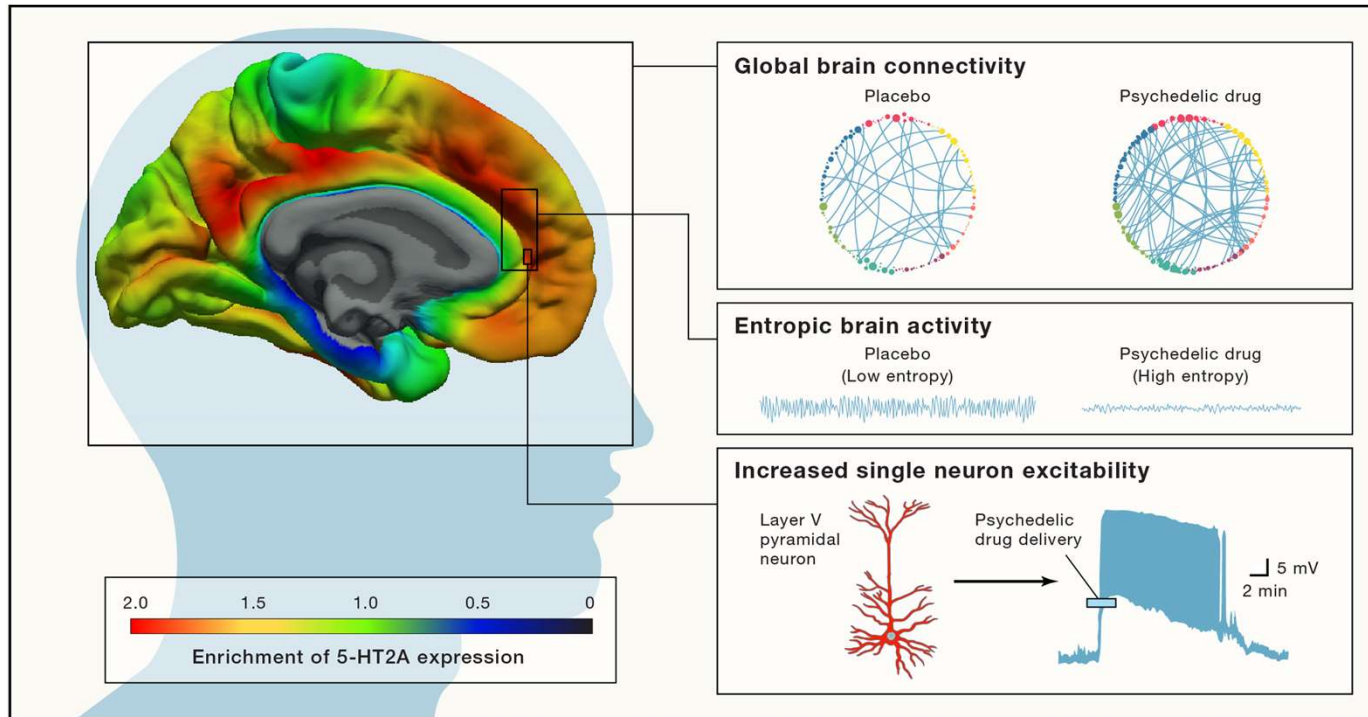 Global brain connectivity
Placebo
Psychedelic drug
Entropic brain activity
Placebo
(Low entropy)
Psychedelic drug
(High entropy)
Increased single neuron excitability
Layer V
pyramidal
neuron
Psychedelic
drug delivery
5 mV
2 min
2.0 1.5 1.0 0.5 0
Enrichment of 5-HT2A expression